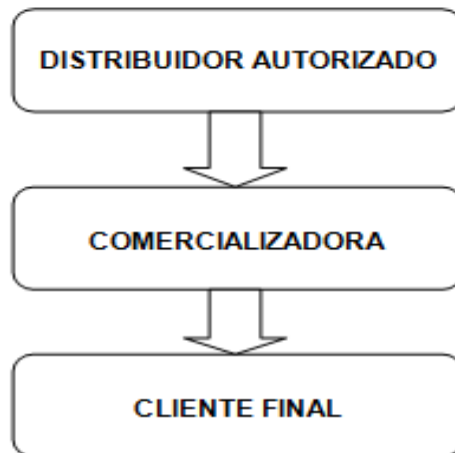 DISTRIBUIDOR AUTORIZADO
COMERCIALIZADORA
CLIENTE FINAL